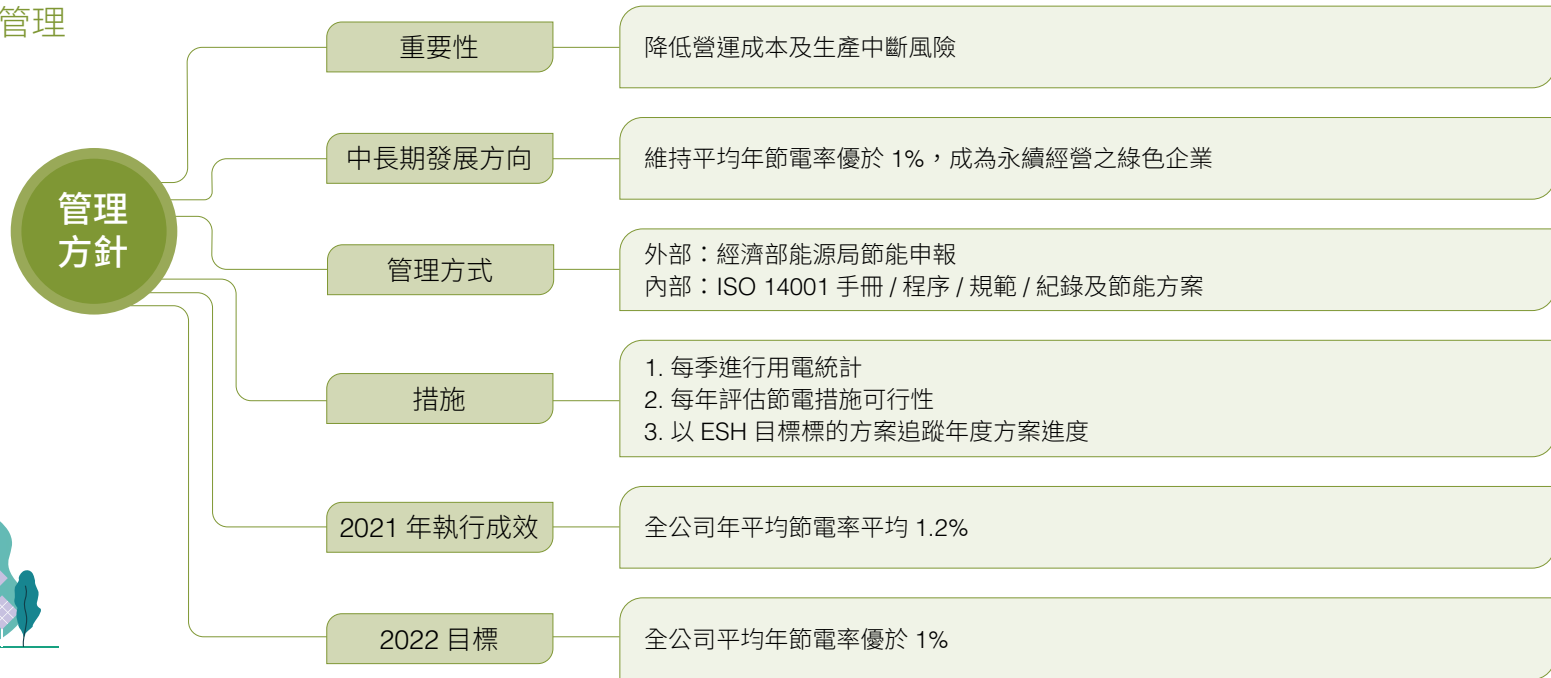 管理
管理
方針
重要性
降低營運成本及生產中斷風險
中長期發展方向
維持平均年節電率優於 1%，成為永續經營之綠色企業
管理方式
外部：經濟部能源局節能申報
內部：ISO 14001 手冊 / 程序 / 規範 / 紀錄及節能方案
措施
1. 每季進行用電統計
2. 每年評估節電措施可行性
3. 以 ESH 目標標的方案追蹤年度方案進度
2021 年執行成效
全公司年平均節電率平均 1.2%
2022 目標
全公司平均年節電率優於 1%